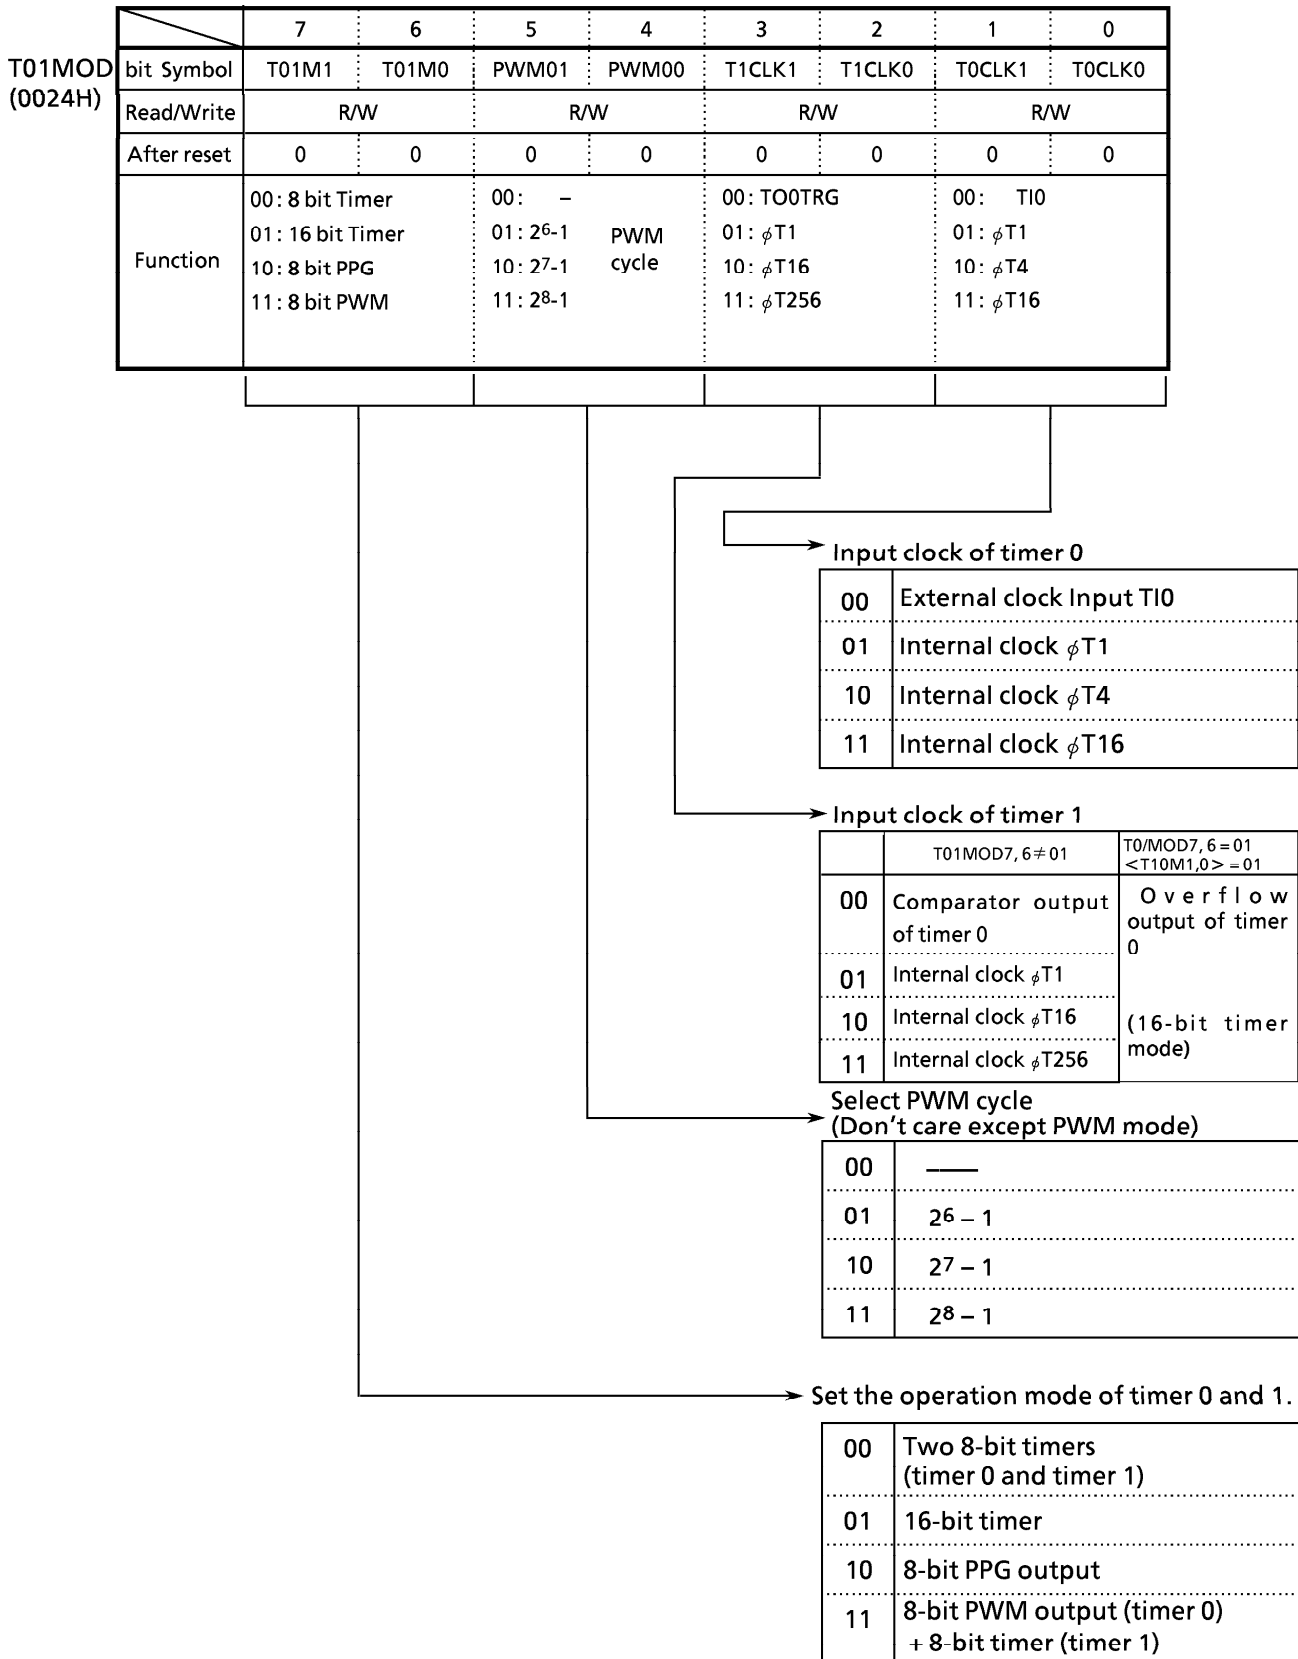 7 6 5 4 3 2 1 0
T01MOD (0024H)
bit Symbol T01M1 T01M0 PWM01 PWM00 T1CLK1 T1CLK0 T0CLK1 T0CLK0
Read/Write R/W R/W R/W R/W
After reset 0 0 0 0 0 0 0 0
Function
00: 8 bit Timer
01: 16 bit Timer
10: 8 bit PPG
11: 8 bit PWM
00: –
01: 2⁶-1
10: 2⁷-1
11: 2⁸-1
PWM
cycle
00: TO0TRG
01: φT1
10: φT16
11: φT256
00: TI0
01: φT1
10: φT4
11: φT16
Input clock of timer 0
00 External clock Input TI0
01 Internal clock φT1
10 Internal clock φT4
11 Internal clock φT16
Input clock of timer 1
T01MOD7, 6≠01
T0/MOD7, 6 = 01
<T10M1,0> = 01
00 Comparator output
of timer 0
01 Internal clock φT1
10 Internal clock φT16
11 Internal clock φT256
Overflow
output of timer
0
(16-bit timer
mode)
Select PWM cycle
(Don't care except PWM mode)
00 ——
01 2⁶ – 1
10 2⁷ – 1
11 2⁸ – 1
Set the operation mode of timer 0 and 1.
00 Two 8-bit timers
(timer 0 and timer 1)
01 16-bit timer
10 8-bit PPG output
11 8-bit PWM output (timer 0)
+ 8-bit timer (timer 1)